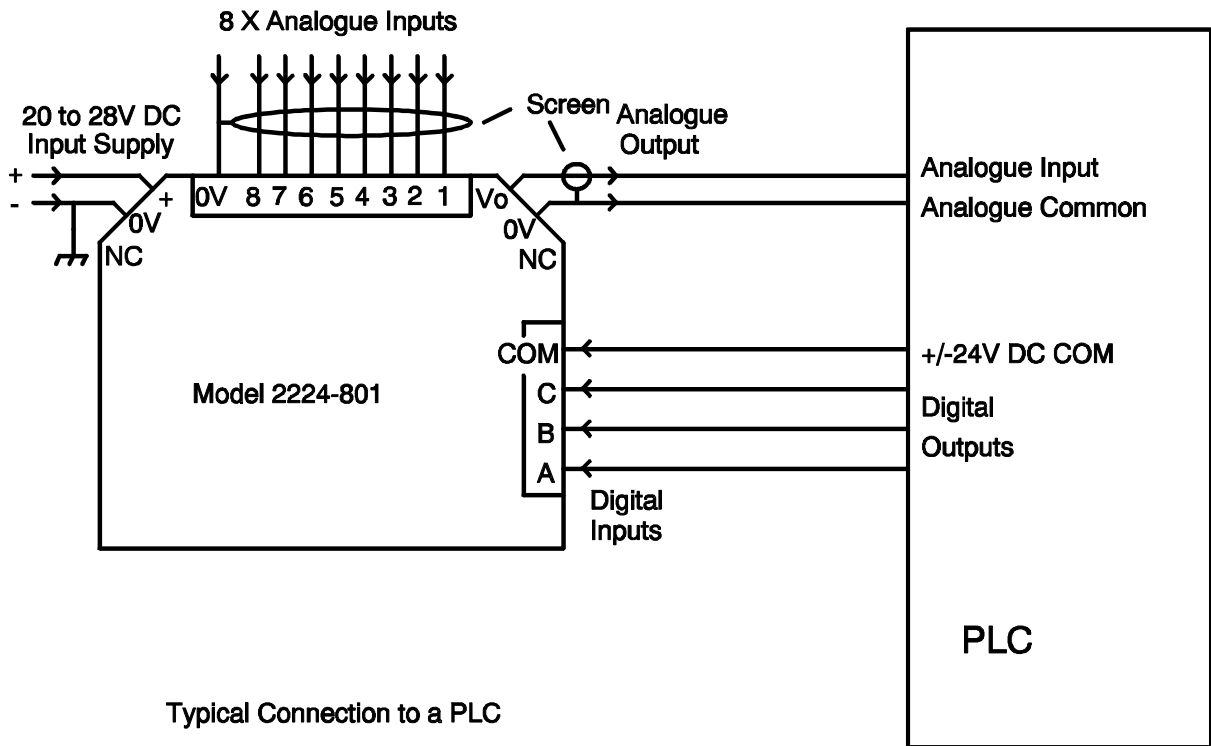 8 X Analogue Inputs
20 to 28V DC
Input Supply
Screen
Analogue
Output
+
-
+
0V
NC
0V 8 7 6 5 4 3 2 1
Vo
0V
NC
Analogue Input
Analogue Common
COM
C
B
A
+/-24V DC COM
Digital
Outputs
Model 2224-801
Digital
Inputs
PLC
Typical Connection to a PLC